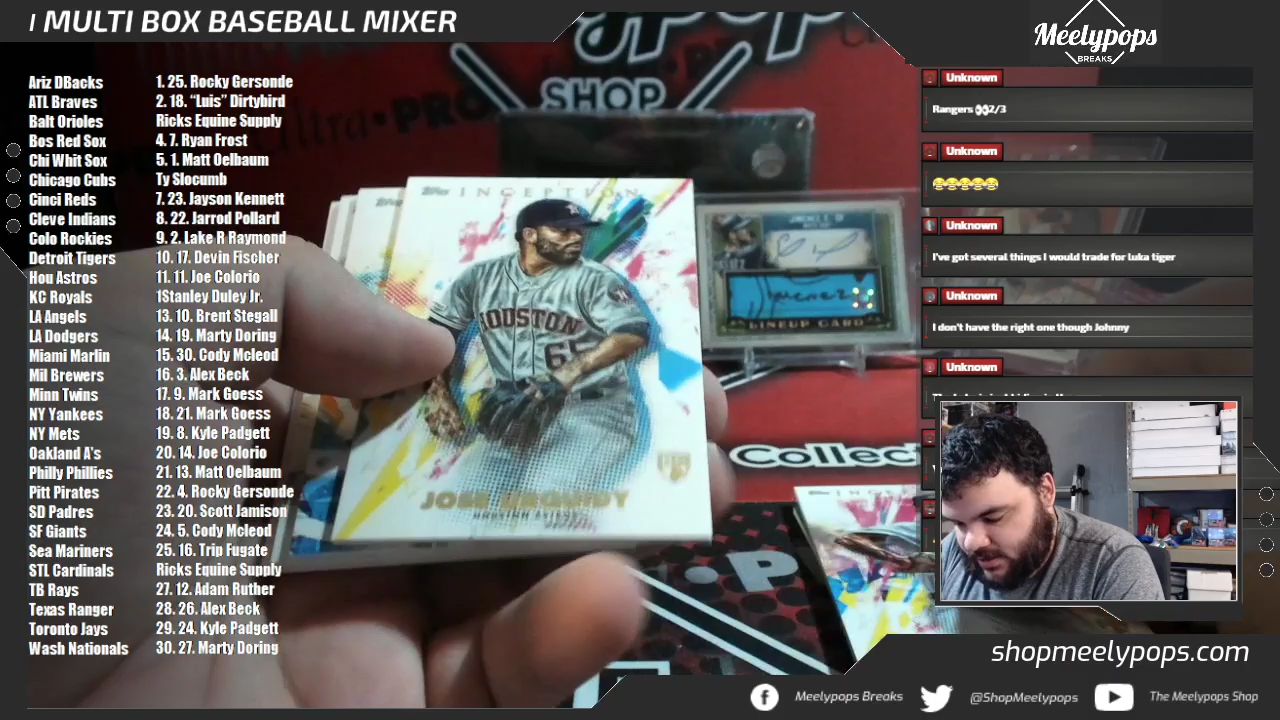 MULTI BOX BASEBALL MIXER
Meelypops
BREAKS
Ariz DBacks 1. 25. Rocky Gersonde
ATL Braves 2. 18. “Luis” Dirtybird
Balt Orioles Ricks Equine Supply
Bos Red Sox 4. 7. Ryan Frost
Chi Whit Sox 5. 1. Matt Oelbaum
Chicago Cubs Ty Slocumb
Cinci Reds 7. 23. Jayson Kennett
Cleve Indians 8. 22. Jarrod Pollard
Colo Rockies 9. 2. Lake R Raymond
Detroit Tigers 10. 17. Devin Fischer
Hou Astros 11. 11. Joe Colorio
KC Royals 1Stanley Duley Jr.
LA Angels 13. 10. Brent Stegall
LA Dodgers 14. 19. Marty Doring
Miami Marlin 15. 30. Cody Mcleod
Mil Brewers 16. 3. Alex Beck
Minn Twins 17. 9. Mark Goess
NY Yankees 18. 21. Mark Goess
NY Mets 19. 8. Kyle Padgett
Oakland A's 20. 14. Joe Colorio
Philly Phillies 21. 13. Matt Oelbaum
Pitt Pirates 22. 4. Rocky Gersonde
SD Padres 23. 20. Scott Jamison
SF Giants 24. 5. Cody Mcleod
Sea Mariners 25. 16. Trip Fugate
STL Cardinals Ricks Equine Supply
TB Rays 27. 12. Adam Ruther
Texas Ranger 28. 26. Alex Beck
Toronto Jays 29. 24. Kyle Padgett
Wash Nationals 30. 27. Marty Doring
SHOP
Ultra•PRO
Topps INCEPTION
HOUSTON
65
JOSE URQUIDY
HOUSTON ASTROS
LINEUP CARD
Collec
Unknown
Rangers 👀2/3
Unknown
😂😂😂😂😂
Unknown
I've got several things I would trade for luka tiger
Unknown
I don't have the right one though Johnny
Unknown
shopmeelypops.com
Meelypops Breaks
@ShopMeelypops
The Meelypops Shop